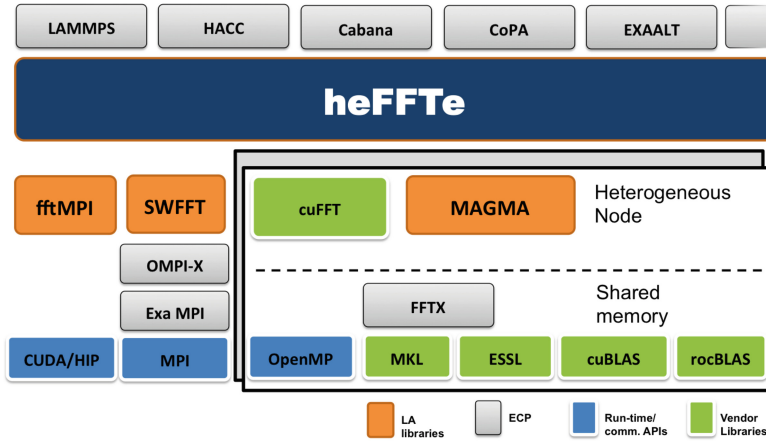 LAMMPS HACC Cabana CoPA EXAALT
heFFTe
fftMPI SWFFT cuFFT MAGMA Heterogeneous
Node
OMPI-X
Exa MPI FFTX Shared
memory
CUDA/HIP MPI OpenMP MKL ESSL cuBLAS rocBLAS
LA
libraries
ECP
Run-time/
comm. APIs
Vendor
Libraries